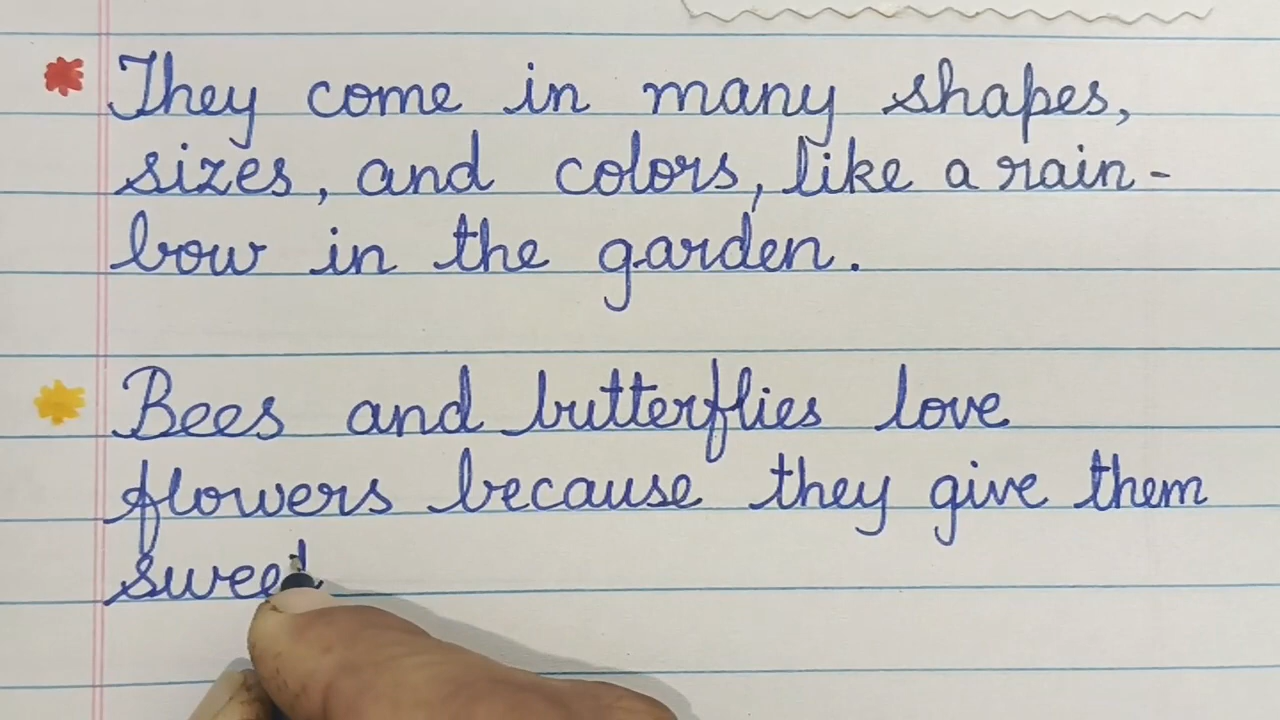 They come in many shapes,
sizes, and colors, like a rain-
bow in the garden.
Bees and butterflies love
flowers because they give them
sweet